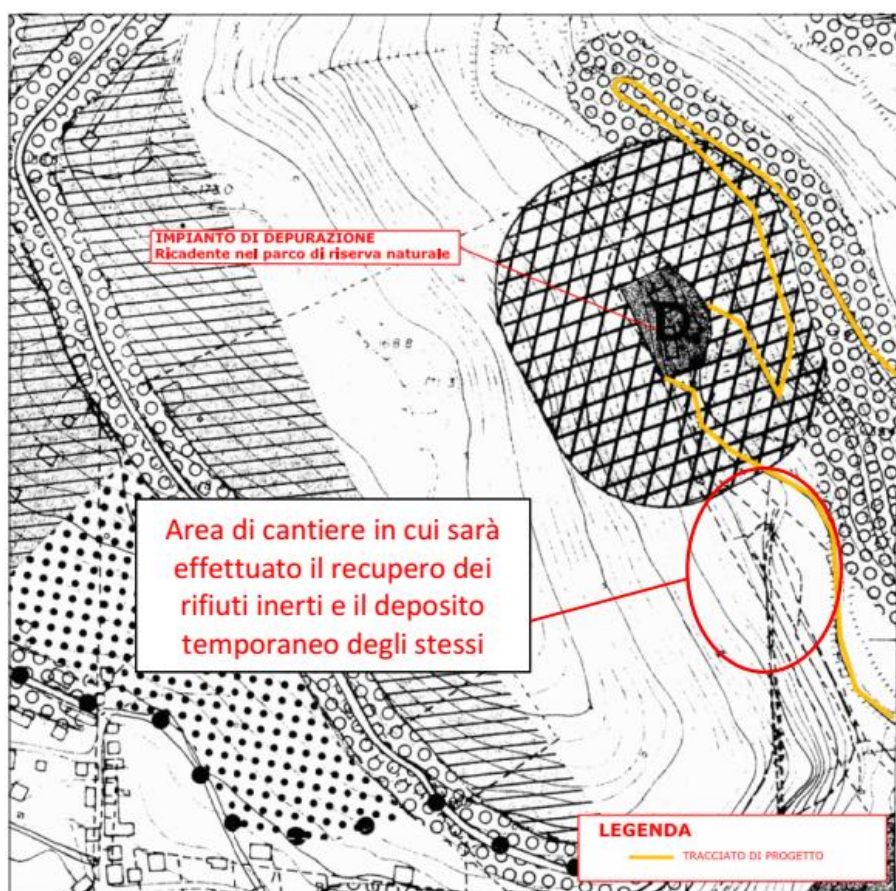 IMPIANTO DI DEPURAZIONE
Ricadente nel parco di riserva naturale
D
Area di cantiere in cui sarà
effettuato il recupero dei
rifiuti inerti e il deposito
temporaneo degli stessi
LEGENDA
TRACCIATO DI PROGETTO